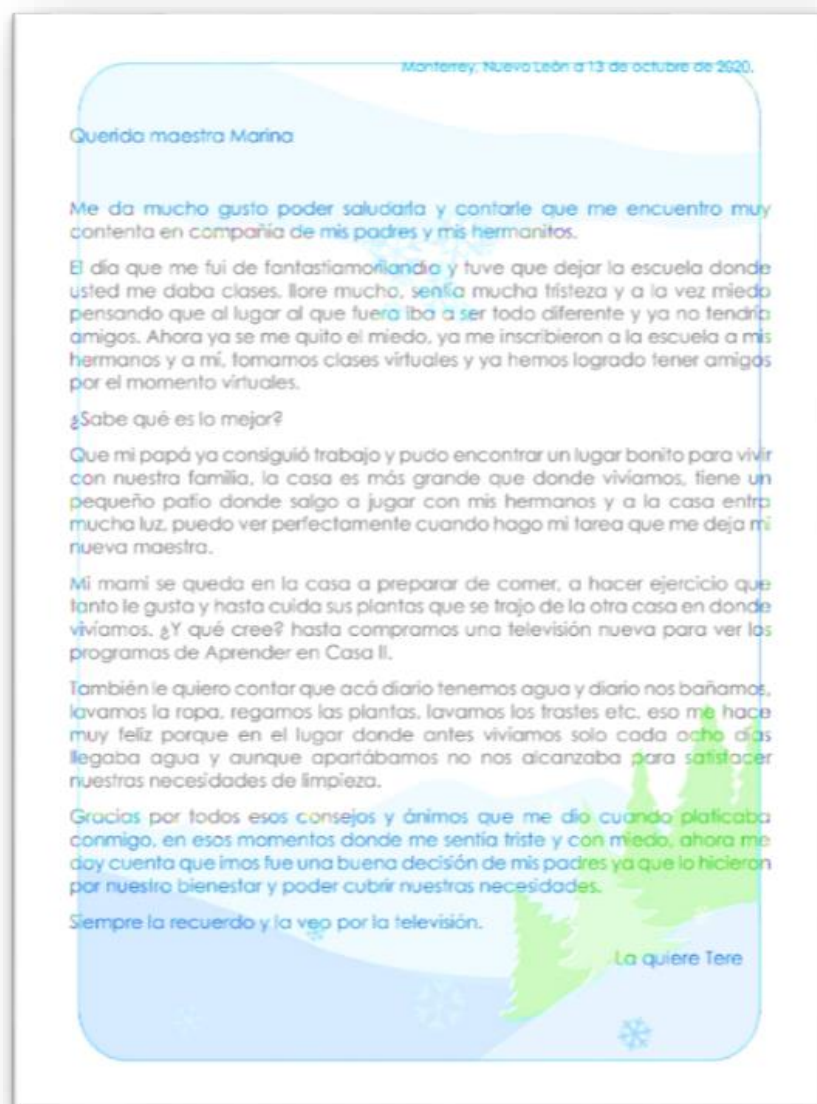 Monterrey, Nuevo León a 13 de octubre de 2020.
Querida maestra Marina
Me da mucho gusto poder saludarla y contarle que me encuentro muy
contenta en compañía de mis padres y mis hermanitos.
El día que me fui de fantastiamorilandia y tuve que dejar la escuela donde
usted me daba clases, llore mucho, sentía mucha tristeza y a la vez miedo
pensando que al lugar al que fuera iba a ser todo diferente y ya no tendría
amigos. Ahora ya se me quito el miedo, ya me inscribieron a la escuela a mis
hermanos y a mí, tomamos clases virtuales y ya hemos logrado tener amigos
por el momento virtuales.
¿Sabe qué es lo mejor?
Que mi papá ya consiguió trabajo y pudo encontrar un lugar bonito para vivir
con nuestra familia, la casa es más grande que donde vivíamos, tiene un
pequeño patio donde salgo a jugar con mis hermanos y a la casa entra
mucha luz, puedo ver perfectamente cuando hago mi tarea que me deja mi
nueva maestra.
Mi mami se queda en la casa a preparar de comer, a hacer ejercicio que
tanto le gusta y hasta cuida sus plantas que se trajo de la otra casa en donde
vivíamos. ¿Y qué cree? hasta compramos una televisión nueva para ver los
programas de Aprender en Casa II.
También le quiero contar que acá diario tenemos agua y diario nos bañamos,
lavamos la ropa, regamos las plantas, lavamos los trastes etc. eso me hace
muy feliz porque en el lugar donde antes vivíamos solo cada ocho días
llegaba agua y aunque apartábamos no nos alcanzaba para satisfacer
nuestras necesidades de limpieza.
Gracias por todos esos consejos y ánimos que me dio cuando platicaba
conmigo, en esos momentos donde me sentía triste y con miedo, ahora me
doy cuenta que irnos fue una buena decisión de mis padres ya que lo hicieron
por nuestro bienestar y poder cubrir nuestras necesidades.
Siempre la recuerdo y la veo por la televisión.
La quiere Tere